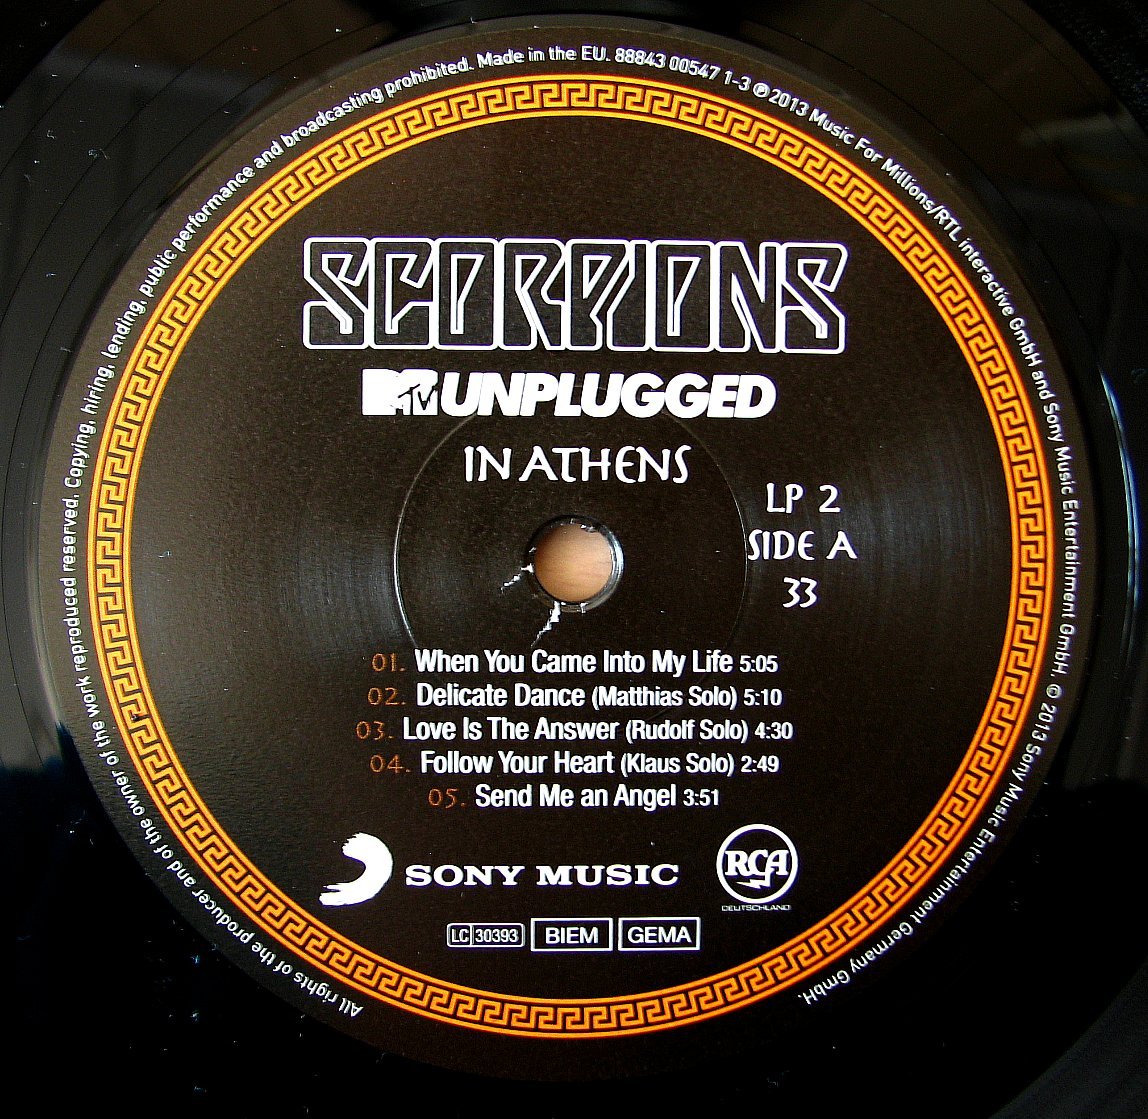 All rights of the producer and of the owner of the work reproduced reserved. Copying, hiring, lending, public performance and broadcasting prohibited. Made in the EU. 88843 00547 1-3 ℗ 2013 Music For Millions/RTL interactive GmbH and Sony Music Entertainment GmbH. © 2013 Sony Music Entertainment Germany GmbH.
SCORPIONS
MTV UNPLUGGED
IN ATHENS
LP 2
SIDE A
33
01. When You Came Into My Life 5:05
02. Delicate Dance (Matthias Solo) 5:10
03. Love Is The Answer (Rudolf Solo) 4:30
04. Follow Your Heart (Klaus Solo) 2:49
05. Send Me an Angel 3:51
SONY MUSIC
RCA
DEUTSCHLAND
LC 30393 BIEM GEMA